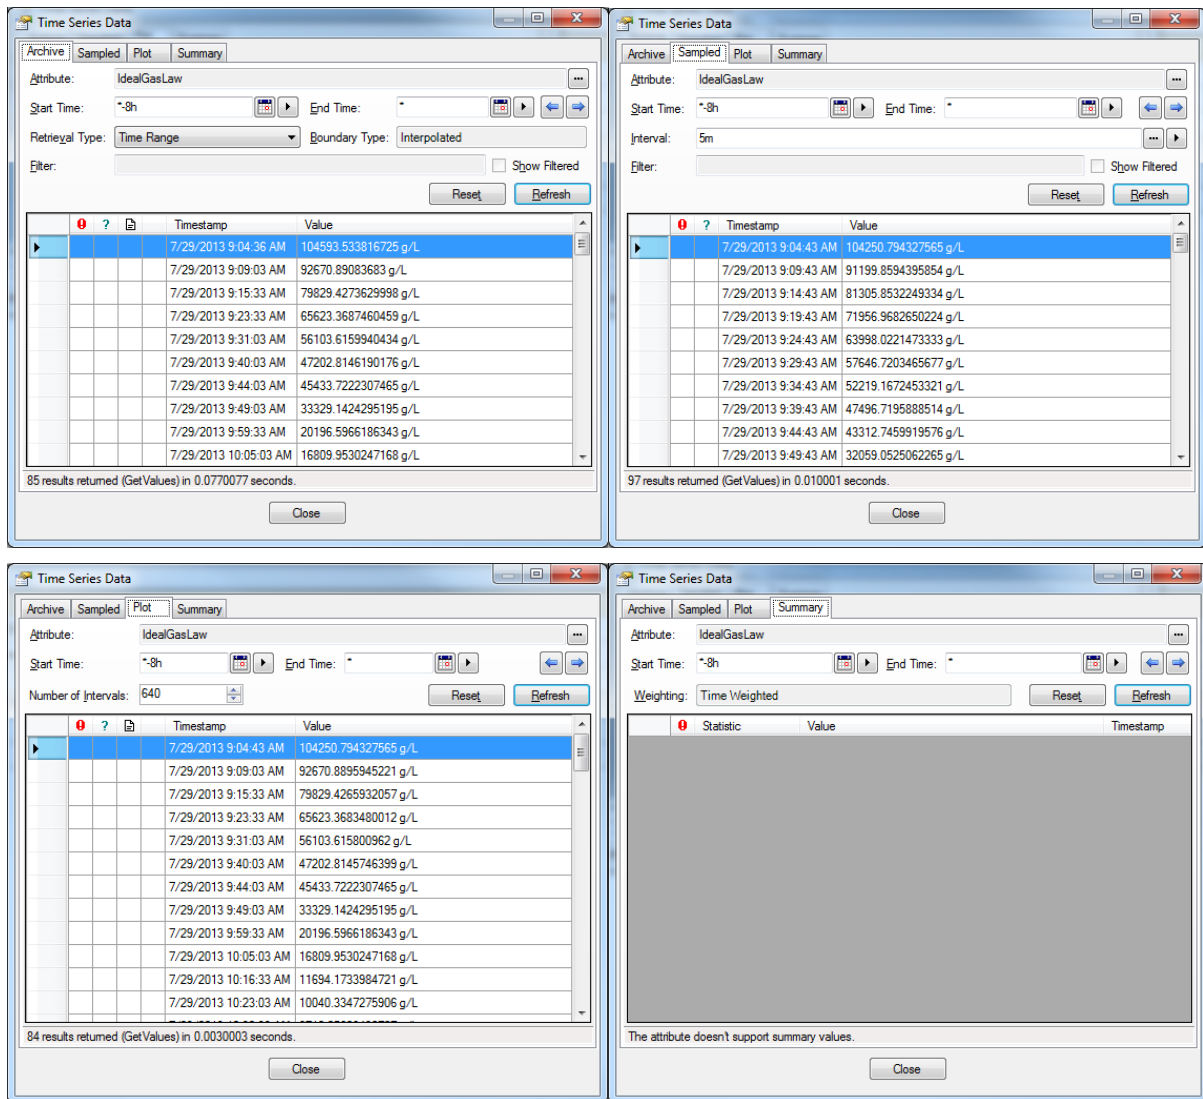 Time Series Data
Archive Sampled Plot Summary
Attribute: IdealGasLaw ...
Start Time: *-8h End Time: *
Retrieval Type: Time Range Boundary Type: Interpolated
Filter: Show Filtered
Reset Refresh
? Timestamp Value
7/29/2013 9:04:36 AM 104593.533816725 g/L
7/29/2013 9:09:03 AM 92670.89083683 g/L
7/29/2013 9:15:33 AM 79829.4273629998 g/L
7/29/2013 9:23:33 AM 65623.3687460459 g/L
7/29/2013 9:31:03 AM 56103.6159940434 g/L
7/29/2013 9:40:03 AM 47202.8146190176 g/L
7/29/2013 9:44:03 AM 45433.7222307465 g/L
7/29/2013 9:49:03 AM 33329.1424295195 g/L
7/29/2013 9:59:33 AM 20196.5966186343 g/L
7/29/2013 10:05:03 AM 16809.9530247168 g/L
85 results returned (GetValues) in 0.0770077 seconds.
Close
Time Series Data
Archive Sampled Plot Summary
Attribute: IdealGasLaw ...
Start Time: *-8h End Time: *
Interval: 5m ...
Filter: Show Filtered
Reset Refresh
? Timestamp Value
7/29/2013 9:04:43 AM 104250.794327565 g/L
7/29/2013 9:09:43 AM 91199.8594395854 g/L
7/29/2013 9:14:43 AM 81305.8532249334 g/L
7/29/2013 9:19:43 AM 71956.9682650224 g/L
7/29/2013 9:24:43 AM 63998.0221473333 g/L
7/29/2013 9:29:43 AM 57646.7203465677 g/L
7/29/2013 9:34:43 AM 52219.1672453321 g/L
7/29/2013 9:39:43 AM 47496.7195888514 g/L
7/29/2013 9:44:43 AM 43312.7459919576 g/L
7/29/2013 9:49:43 AM 32059.0525062265 g/L
97 results returned (GetValues) in 0.010001 seconds.
Close
Time Series Data
Archive Sampled Plot Summary
Attribute: IdealGasLaw ...
Start Time: *-8h End Time: *
Number of Intervals: 640 Reset Refresh
? Timestamp Value
7/29/2013 9:04:43 AM 104250.794327565 g/L
7/29/2013 9:09:03 AM 92670.8895945221 g/L
7/29/2013 9:15:33 AM 79829.4265932057 g/L
7/29/2013 9:23:33 AM 65623.3683480012 g/L
7/29/2013 9:31:03 AM 56103.615800962 g/L
7/29/2013 9:40:03 AM 47202.8145746399 g/L
7/29/2013 9:44:03 AM 45433.7222307465 g/L
7/29/2013 9:49:03 AM 33329.1424295195 g/L
7/29/2013 9:59:33 AM 20196.5966186343 g/L
7/29/2013 10:05:03 AM 16809.9530247168 g/L
7/29/2013 10:16:33 AM 11694.1733984721 g/L
7/29/2013 10:23:03 AM 10040.3347275906 g/L
84 results returned (GetValues) in 0.0030003 seconds.
Close
Time Series Data
Archive Sampled Plot Summary
Attribute: IdealGasLaw ...
Start Time: *-8h End Time: *
Weighting: Time Weighted Reset Refresh
Statistic Value Timestamp
The attribute doesn't support summary values.
Close